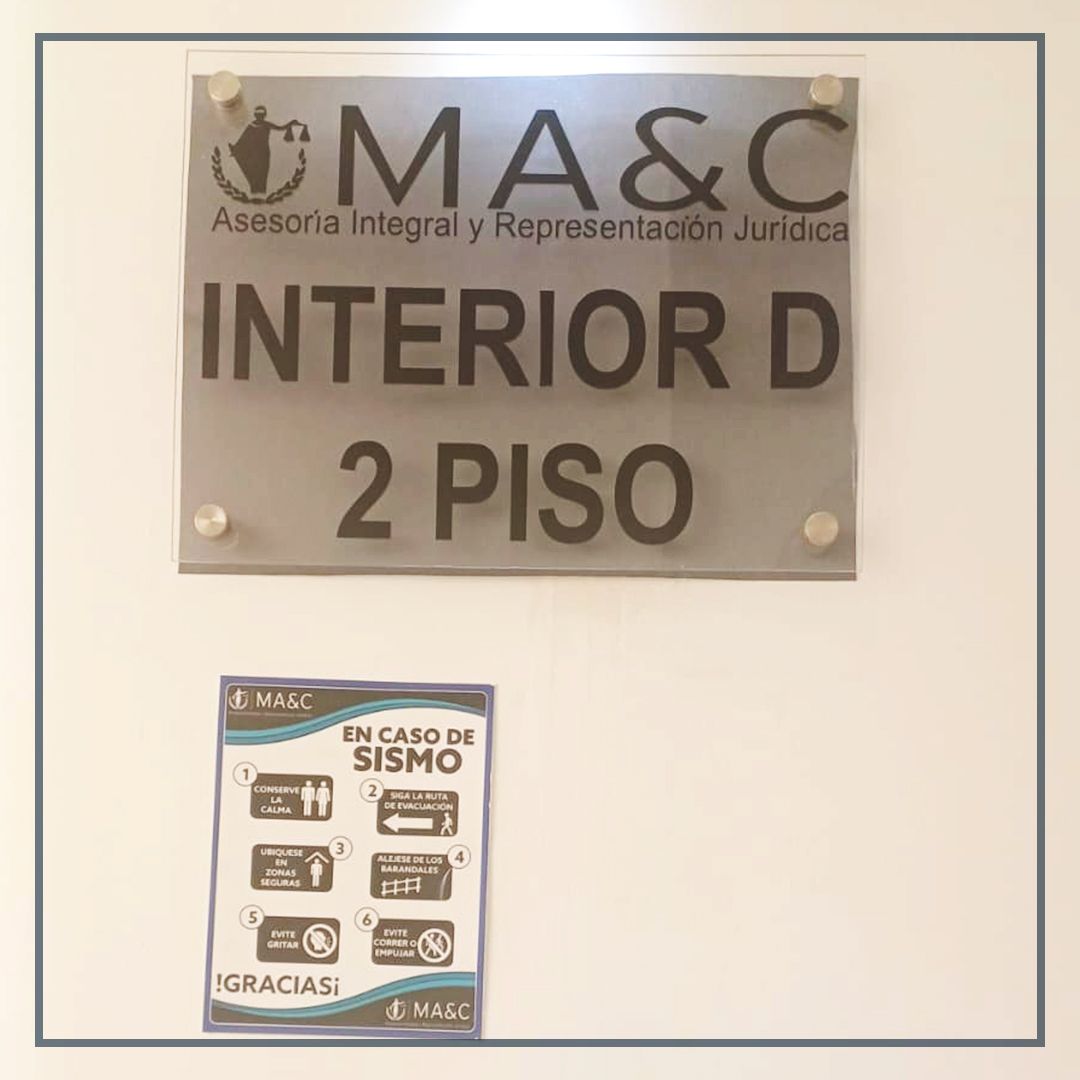 MA&C
Asesoría Integral y Representación Jurídica
INTERIOR D
2 PISO
MA&C
EN CASO DE
SISMO
1
CONSERVE
LA
CALMA
2
SIGA LA RUTA
DE EVACUACIÓN
UBIQUESE
EN
ZONAS
SEGURAS
3
ALEJESE DE LOS
BARANDALES
4
5
EVITE
GRITAR
6
EVITE
CORRER O
EMPUJAR
!GRACIAS¡
MA&C